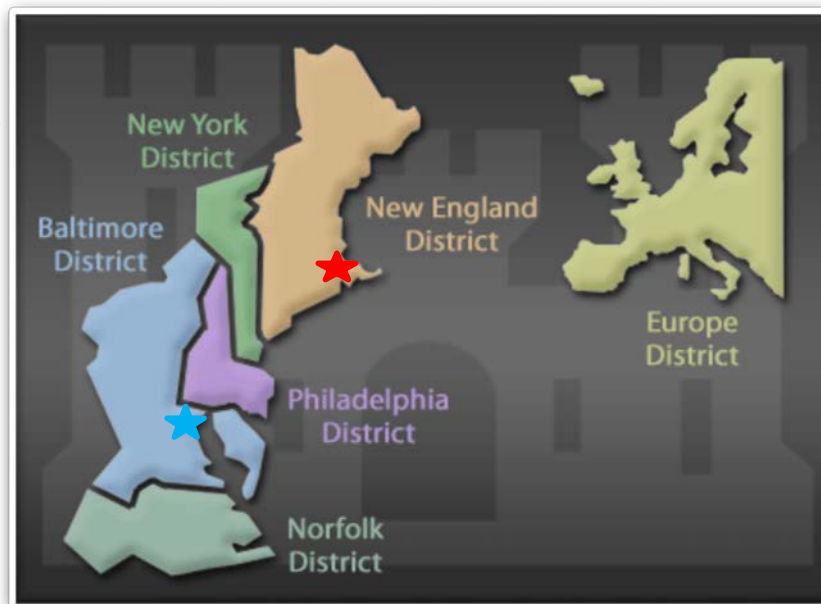 New York
District
Baltimore
District
New England
District
Europe
District
Philadelphia
District
Norfolk
District